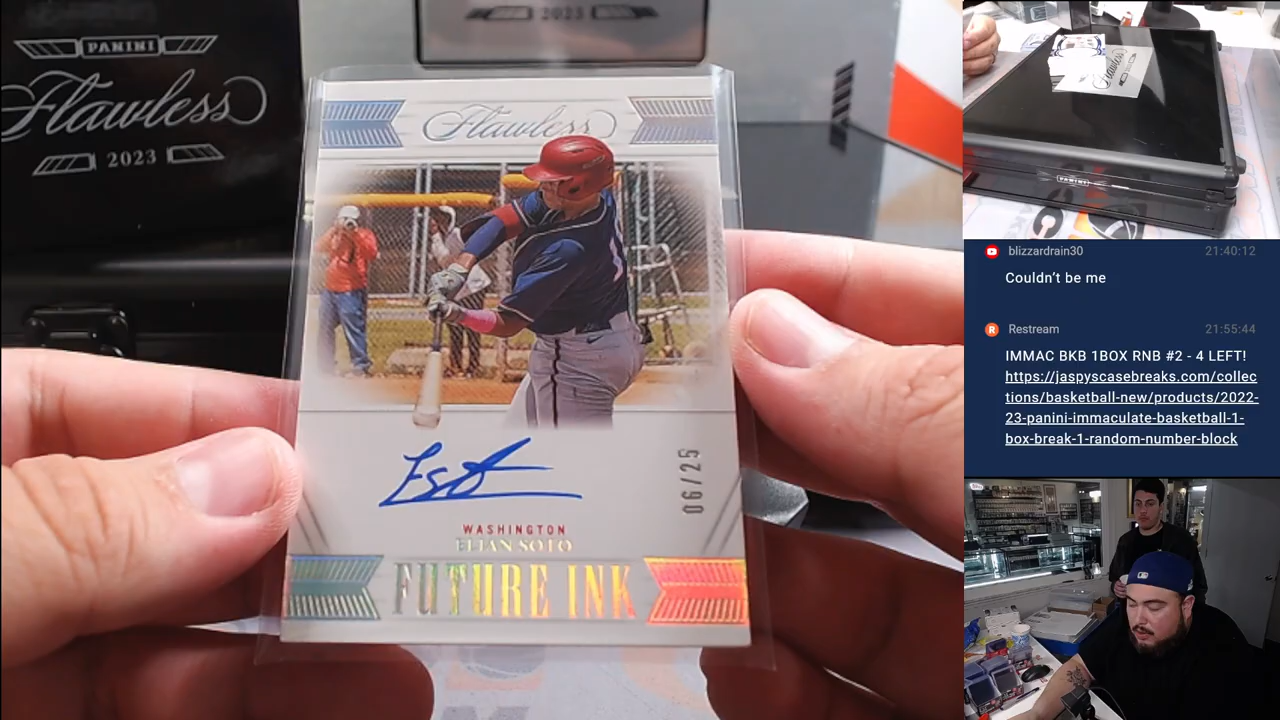 2023
PANINI
Flawless
2023
Flawless
06/25
WASHINGTON
ELIAN SOTO
FUTURE INK
PANINI
blizzardrain30 21:40:12
Couldn't be me
Restream 21:55:44
IMMAC BKB 1BOX RNB #2 - 4 LEFT!
https://jaspyscasebreaks.com/collec
tions/basketball-new/products/2022-
23-panini-immaculate-basketball-1-
box-break-1-random-number-block